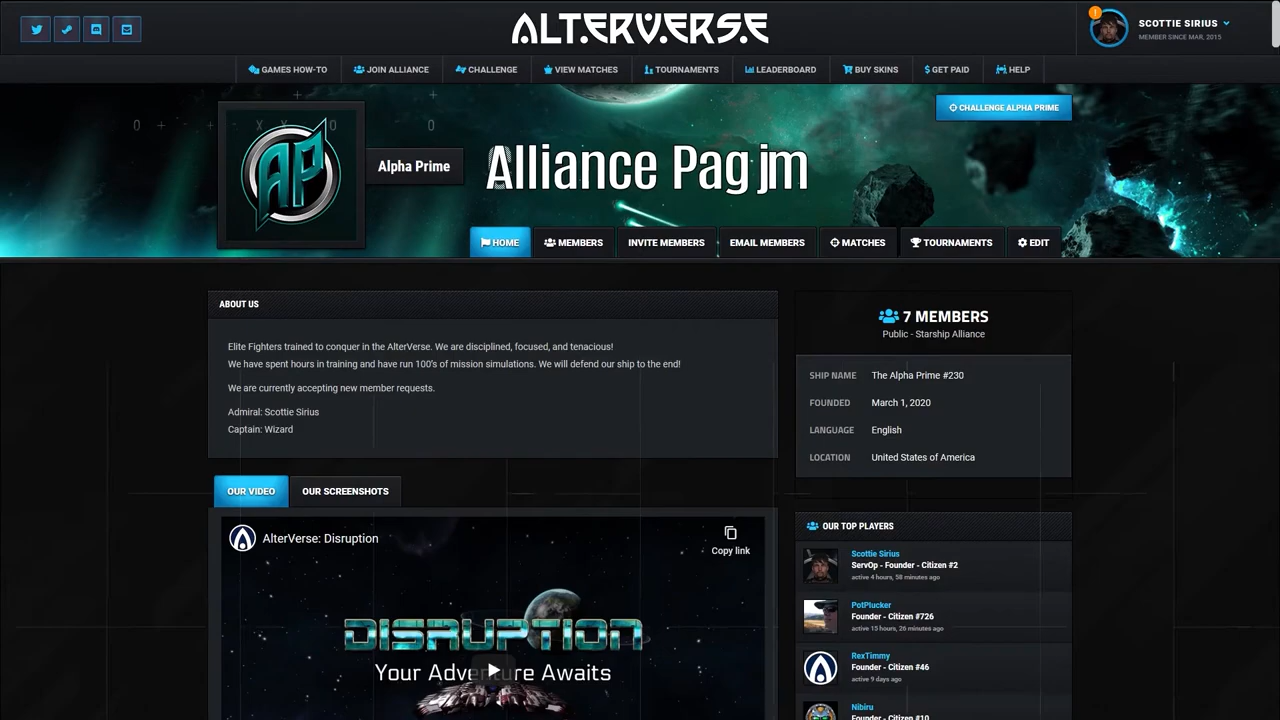 ALTERVERSE
SCOTTIE SIRIUS
MEMBER SINCE MAR, 2015
GAMES HOW-TO
JOIN ALLIANCE
CHALLENGE
VIEW MATCHES
TOURNAMENTS
LEADERBOARD
BUY SKINS
$ GET PAID
HELP
CHALLENGE ALPHA PRIME
0 + - + - X X O - - 0
AP
Alpha Prime
Alliance Pag jm
HOME
MEMBERS
INVITE MEMBERS
EMAIL MEMBERS
MATCHES
TOURNAMENTS
EDIT
ABOUT US
Elite Fighters trained to conquer in the AlterVerse. We are disciplined, focused, and tenacious!
We have spent hours in training and have run 100's of mission simulations. We will defend our ship to the end!
We are currently accepting new member requests.
Admiral: Scottie Sirius
Captain: Wizard
7 MEMBERS
Public - Starship Alliance
SHIP NAME The Alpha Prime #230
FOUNDED March 1, 2020
LANGUAGE English
LOCATION United States of America
OUR VIDEO
OUR SCREENSHOTS
AlterVerse: Disruption
Copy link
DISRUPTION
Your Adventure Awaits
OUR TOP PLAYERS
Scottie Sirius
ServOp - Founder - Citizen #2
active 4 hours, 58 minutes ago
PotPlucker
Founder - Citizen #726
active 15 hours, 26 minutes ago
RexTimmy
Founder - Citizen #46
active 9 days ago
Nibiru
Founder - Citizen #10